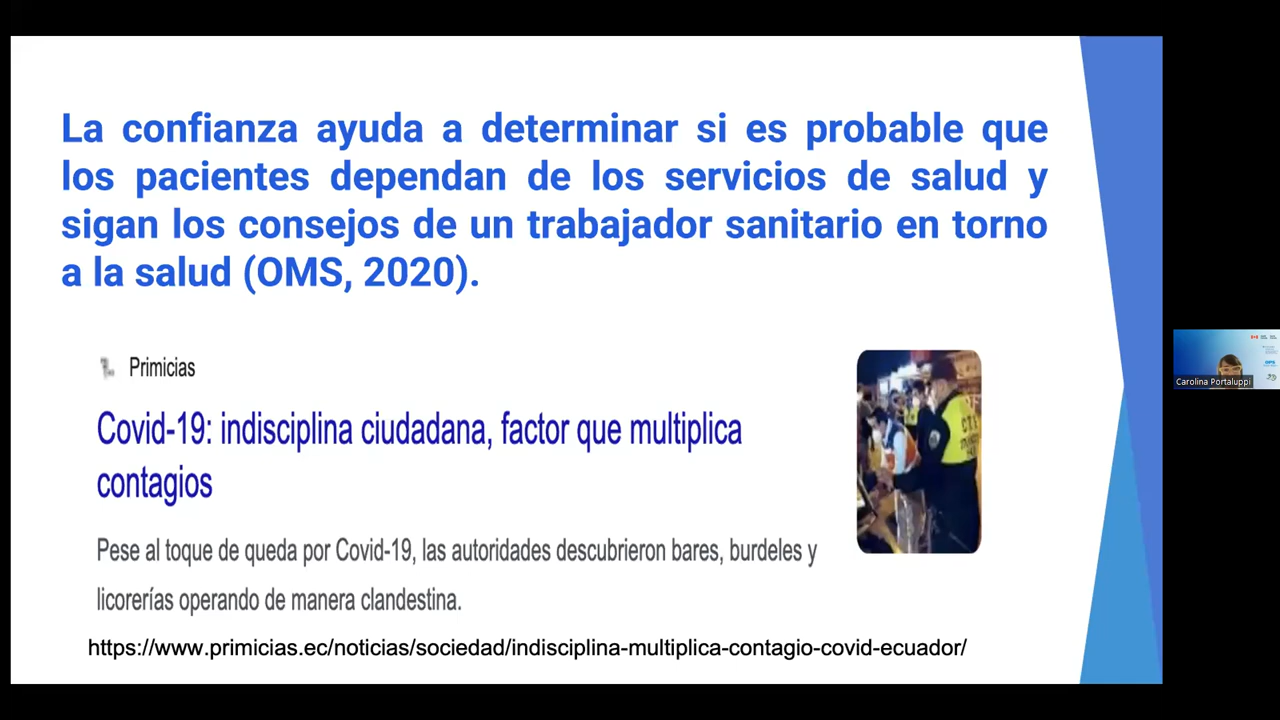 La confianza ayuda a determinar si es probable que
los pacientes dependan de los servicios de salud y
sigan los consejos de un trabajador sanitario en torno
a la salud (OMS, 2020).
Primicias
Covid-19: indisciplina ciudadana, factor que multiplica
contagios
Pese al toque de queda por Covid-19, las autoridades descubrieron bares, burdeles y
licorerías operando de manera clandestina.
https://www.primicias.ec/noticias/sociedad/indisciplina-multiplica-contagio-covid-ecuador/
Carolina Portaluppi